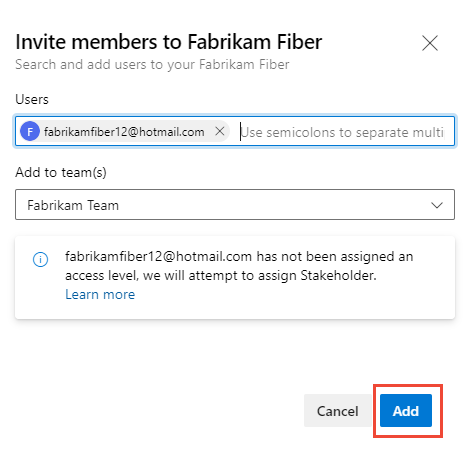 Invite members to Fabrikam Fiber
Search and add users to your Fabrikam Fiber
Users
F fabrikamfiber12@hotmail.com Use semicolons to separate multi
Add to team(s)
Fabrikam Team
fabrikamfiber12@hotmail.com has not been assigned an
access level, we will attempt to assign Stakeholder.
Learn more
Cancel Add